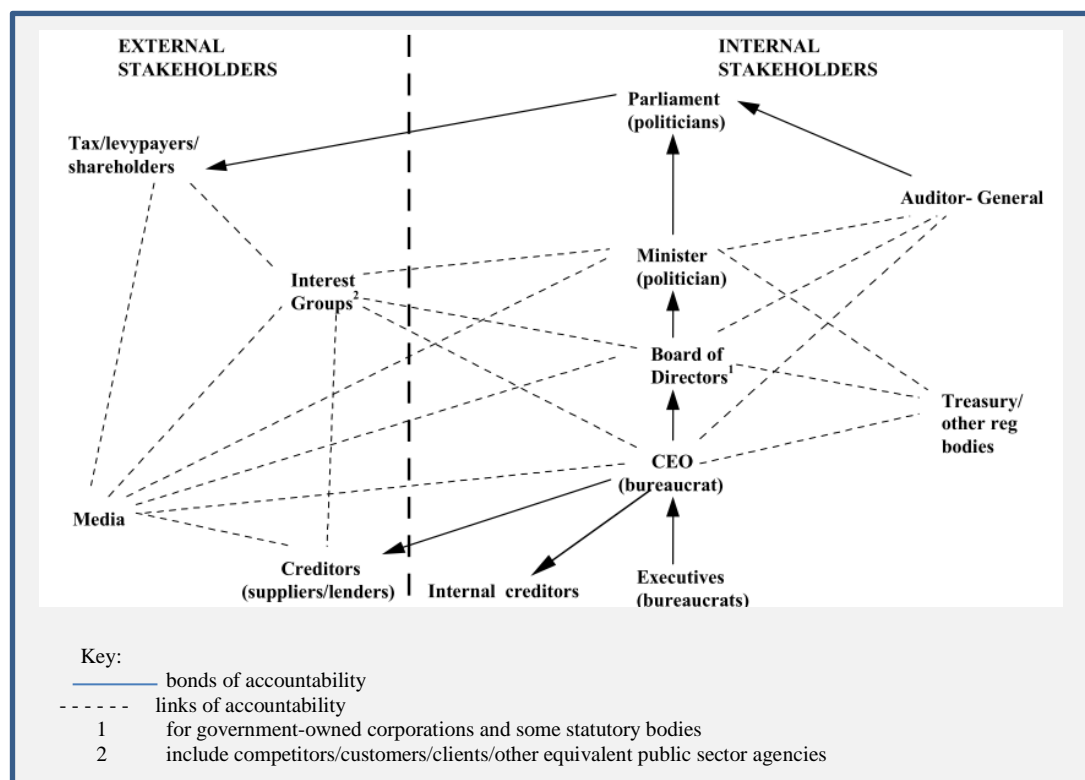 EXTERNAL
STAKEHOLDERS
INTERNAL
STAKEHOLDERS
Parliament
(politicians)
Tax/levypayers/
shareholders
Auditor- General
Minister
(politician)
Interest
Groups2
Board of
Directors1
Treasury/
other reg
bodies
CEO
(bureaucrat)
Media
Creditors
(suppliers/lenders)
Internal creditors
Executives
(bureaucrats)
Key:
bonds of accountability
- - - - - - links of accountability
1 for government-owned corporations and some statutory bodies
2 include competitors/customers/clients/other equivalent public sector agencies